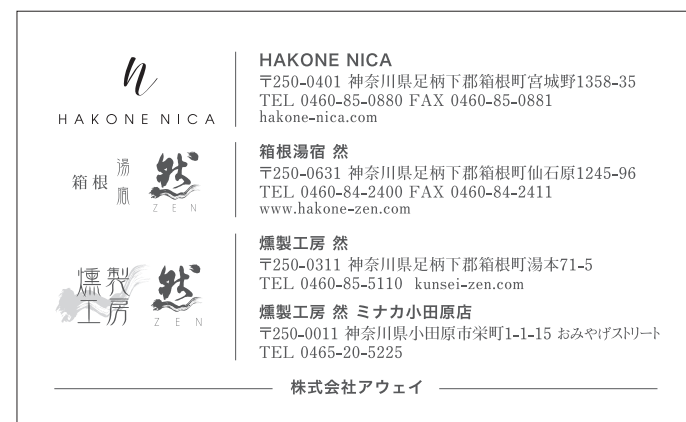 n
HAKONE NICA
HAKONE NICA
〒250-0401 神奈川県足柄下郡箱根町宮城野1358-35
TEL 0460-85-0880 FAX 0460-85-0881
hakone-nica.com
箱根
湯宿
然
ZEN
箱根湯宿 然
〒250-0631 神奈川県足柄下郡箱根町仙石原1245-96
TEL 0460-84-2400 FAX 0460-84-2411
www.hakone-zen.com
燻製
工房
然
ZEN
燻製工房 然
〒250-0311 神奈川県足柄下郡箱根町湯本71-5
TEL 0460-85-5110 kunsei-zen.com
燻製工房 然 ミナカ小田原店
〒250-0011 神奈川県小田原市栄町1-1-15 おみやげストリート
TEL 0465-20-5225
株式会社アウェイ